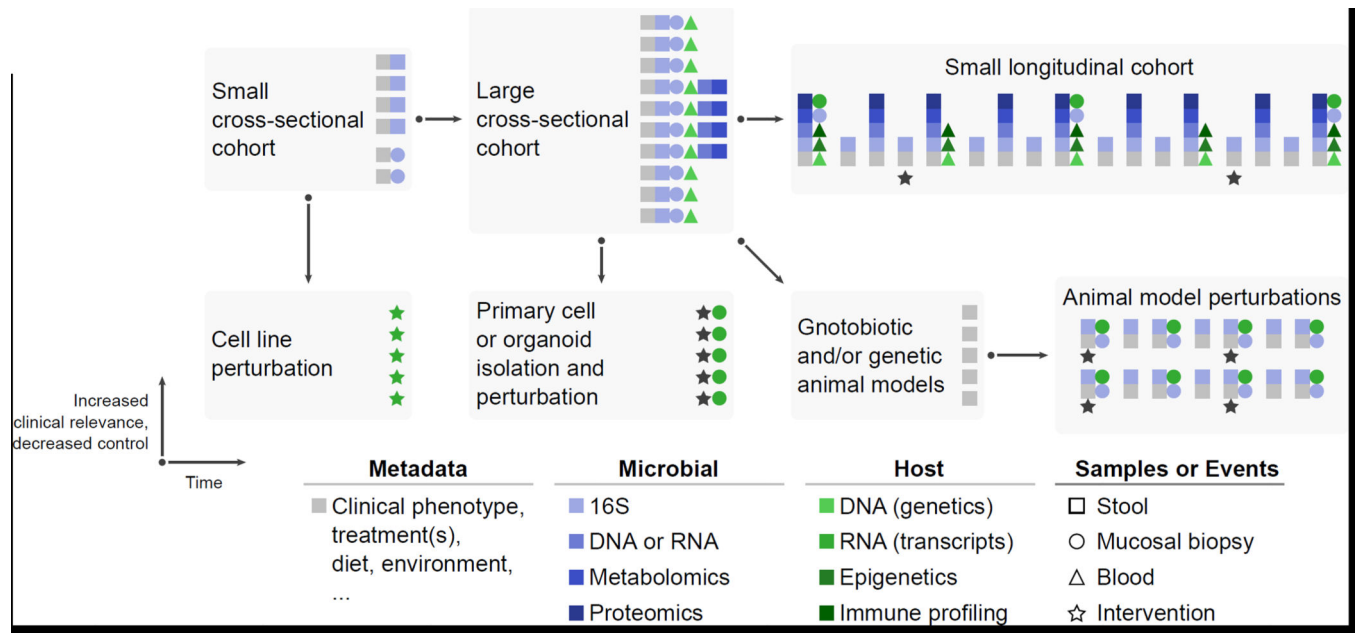 Small
cross-sectional
cohort
Large
cross-sectional
cohort
Small longitudinal cohort
Cell line
perturbation
Primary cell
or organoid
isolation and
perturbation
Gnotobiotic
and/or genetic
animal models
Animal model perturbations
Increased
clinical relevance,
decreased control
Time
Metadata
Clinical phenotype,
treatment(s),
diet, environment,
...
Microbial
16S
DNA or RNA
Metabolomics
Proteomics
Host
DNA (genetics)
RNA (transcripts)
Epigenetics
Immune profiling
Samples or Events
Stool
Mucosal biopsy
Blood
Intervention